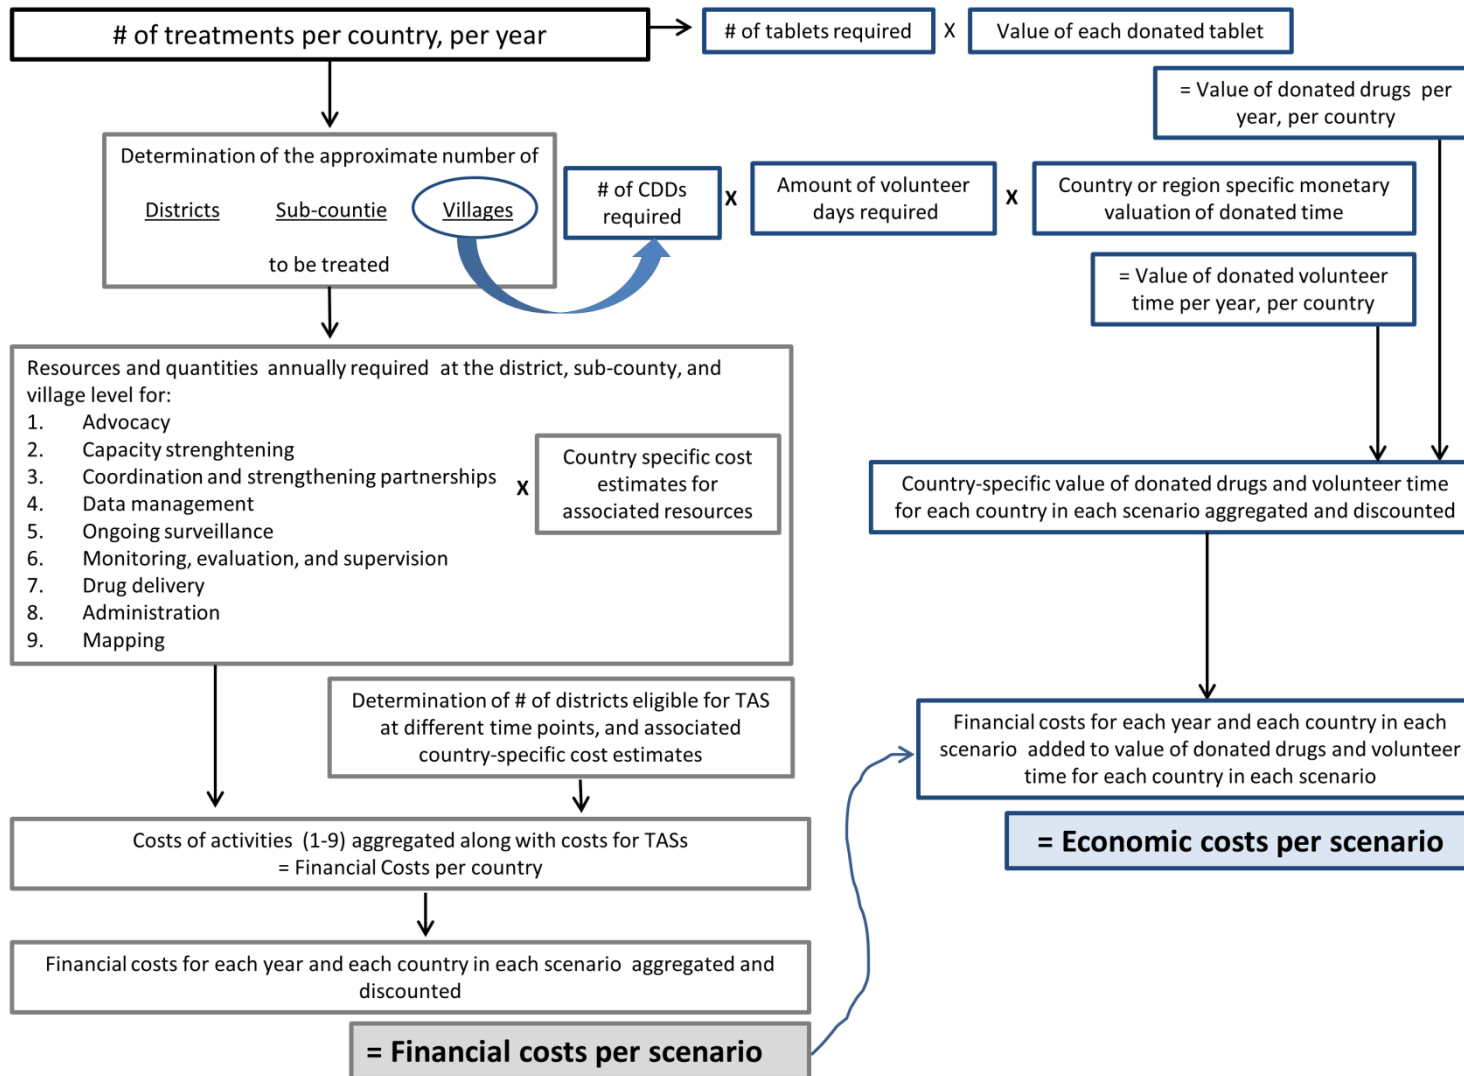 # of treatments per country, per year
# of tablets required
X
Value of each donated tablet
= Value of donated drugs per
year, per country
Determination of the approximate number of
Districts
Sub-countie
Villages
to be treated
# of CDDs
required
X
Amount of volunteer
days required
X
Country or region specific monetary
valuation of donated time
= Value of donated volunteer
time per year, per country
Resources and quantities annually required at the district, sub-county, and
village level for:
1. Advocacy
2. Capacity strenghtening
3. Coordination and strengthening partnerships
4. Data management
5. Ongoing surveillance
6. Monitoring, evaluation, and supervision
7. Drug delivery
8. Administration
9. Mapping
X
Country specific cost
estimates for
associated resources
Country-specific value of donated drugs and volunteer time
for each country in each scenario aggregated and discounted
Determination of # of districts eligible for TAS
at different time points, and associated
country-specific cost estimates
Costs of activities (1-9) aggregated along with costs for TASs
= Financial Costs per country
Financial costs for each year and each country in each scenario aggregated and
discounted
= Financial costs per scenario
Financial costs for each year and each country in each
scenario added to value of donated drugs and volunteer
time for each country in each scenario
= Economic costs per scenario